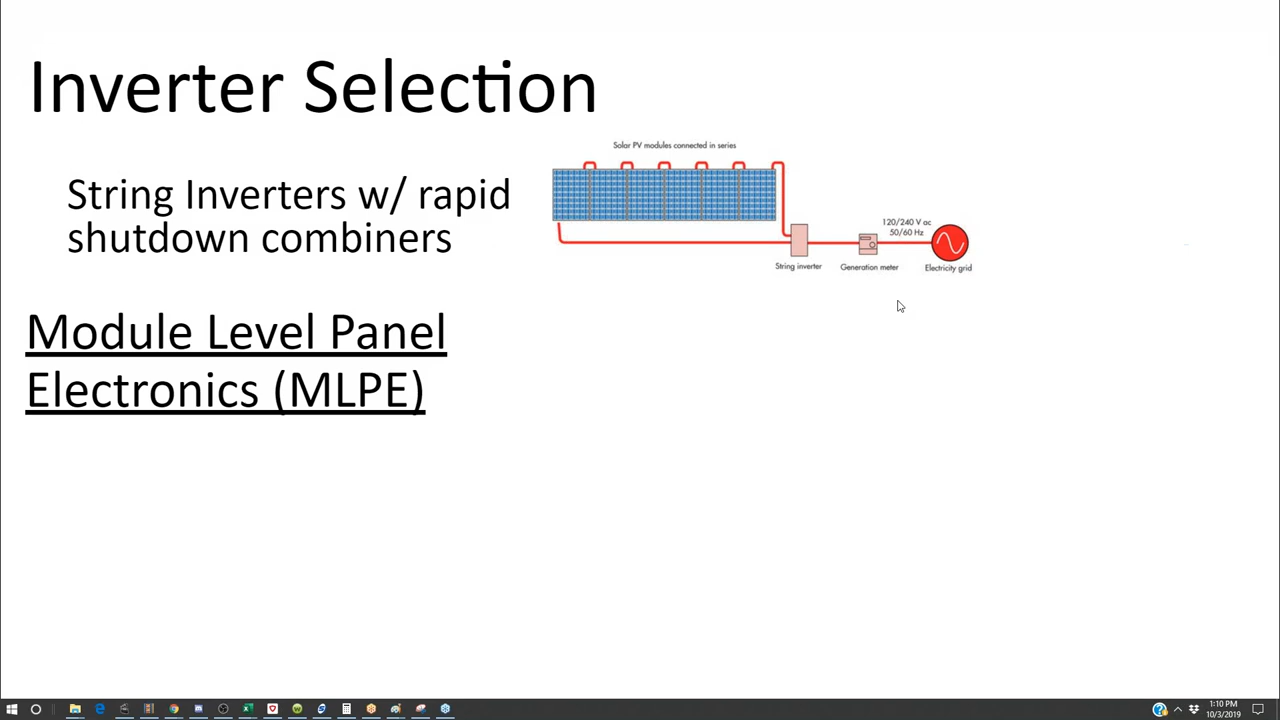 Inverter Selection
Solar PV modules connected in series
String Inverters w/ rapid
shutdown combiners
120/240 V ac
50/60 Hz
String inverter
Generation meter
Electricity grid
Module Level Panel
Electronics (MLPE)
1:10 PM
10/3/2019